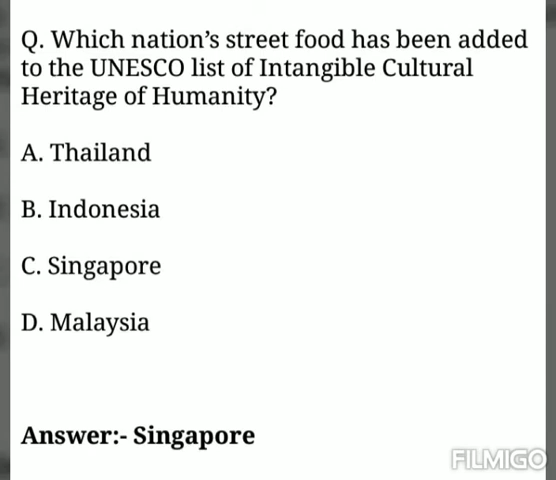 Q. Which nation’s street food has been added
to the UNESCO list of Intangible Cultural
Heritage of Humanity?
A. Thailand
B. Indonesia
C. Singapore
D. Malaysia
Answer:- Singapore
FILMIGO